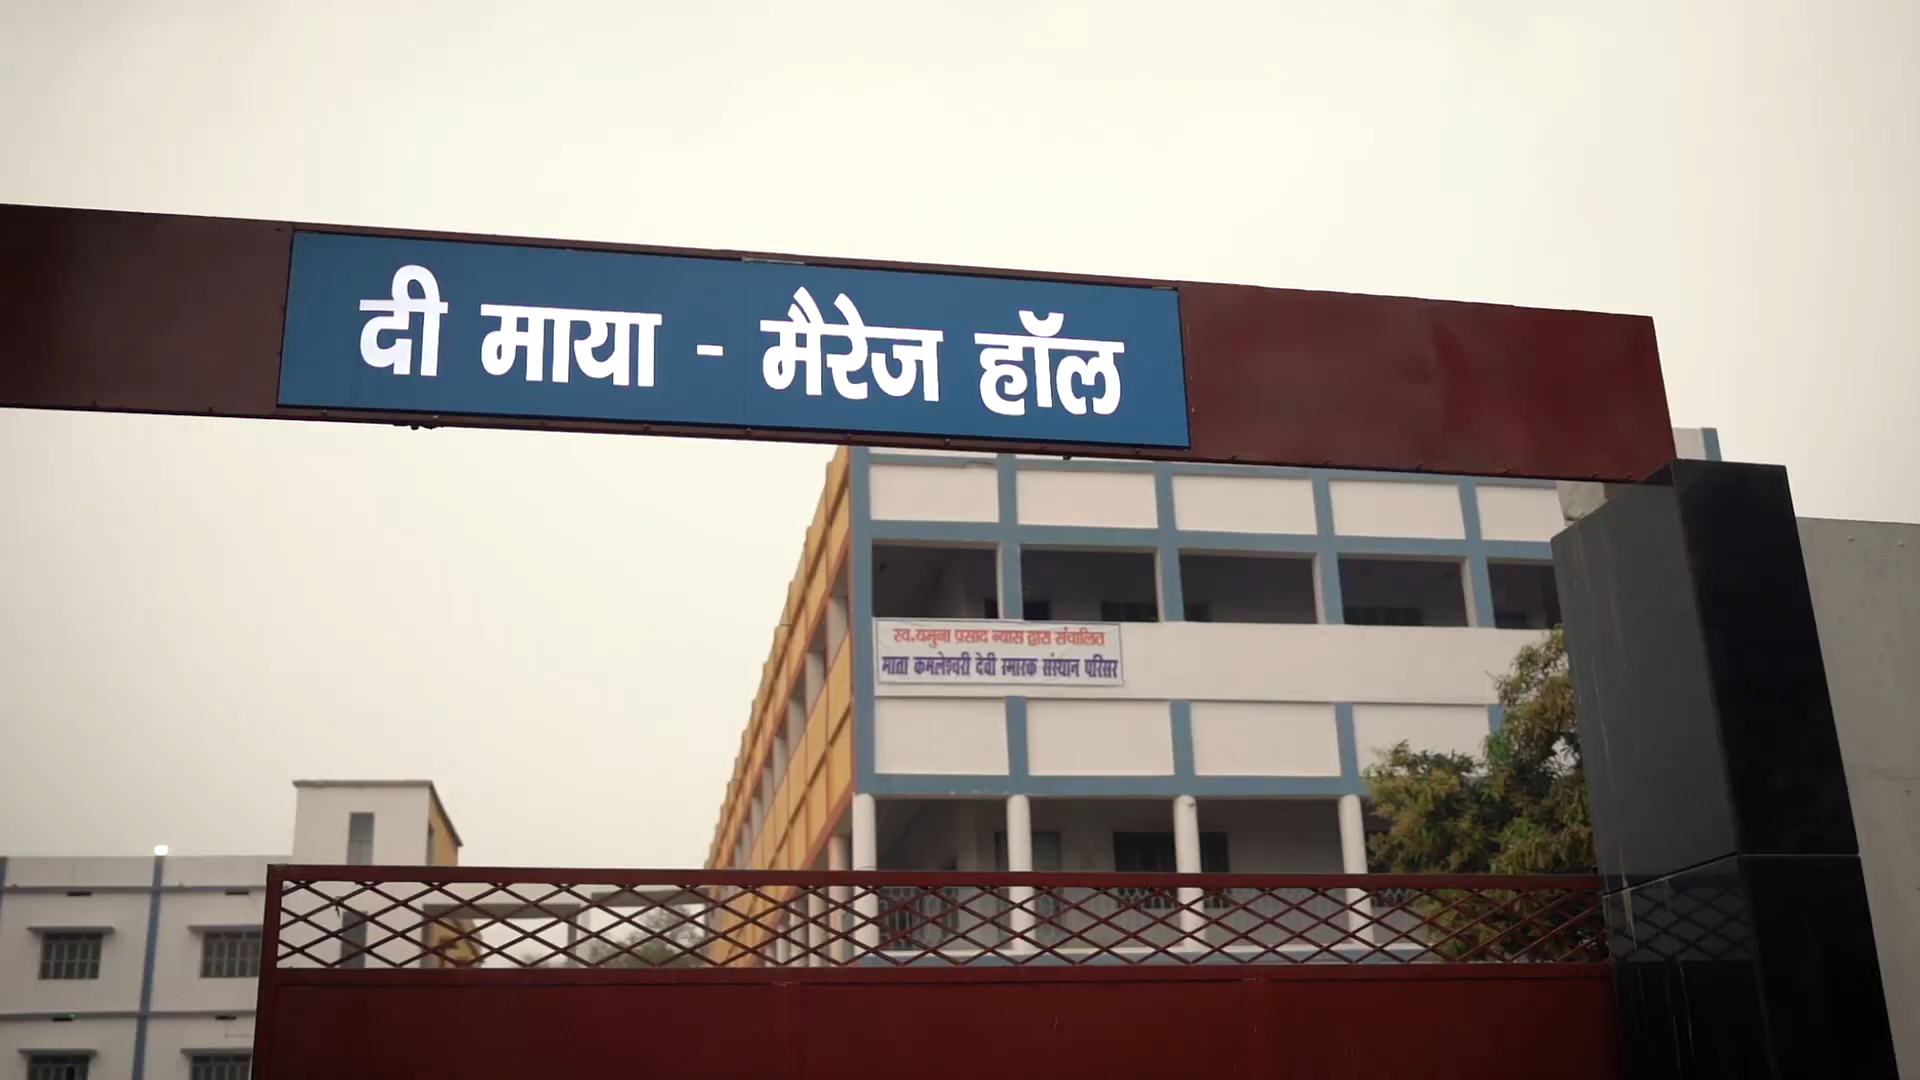 दी माया - मैरेज हॉल
स्व.यमुना प्रसाद न्यास द्वारा संचालित
माता कमलेश्वरी देवी स्मारक संस्थान परिसर